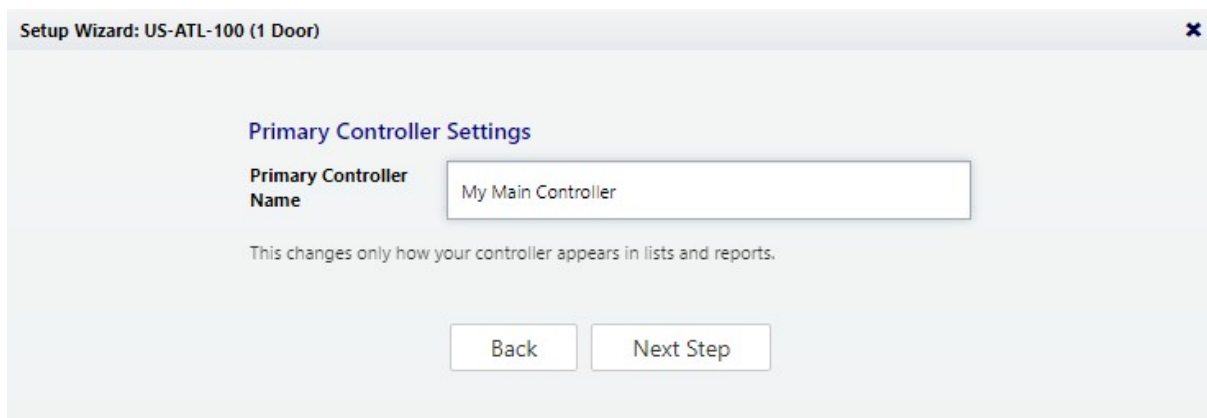 Setup Wizard: US-ATL-100 (1 Door)
Primary Controller Settings
Primary Controller
Name
My Main Controller
This changes only how your controller appears in lists and reports.
Back
Next Step